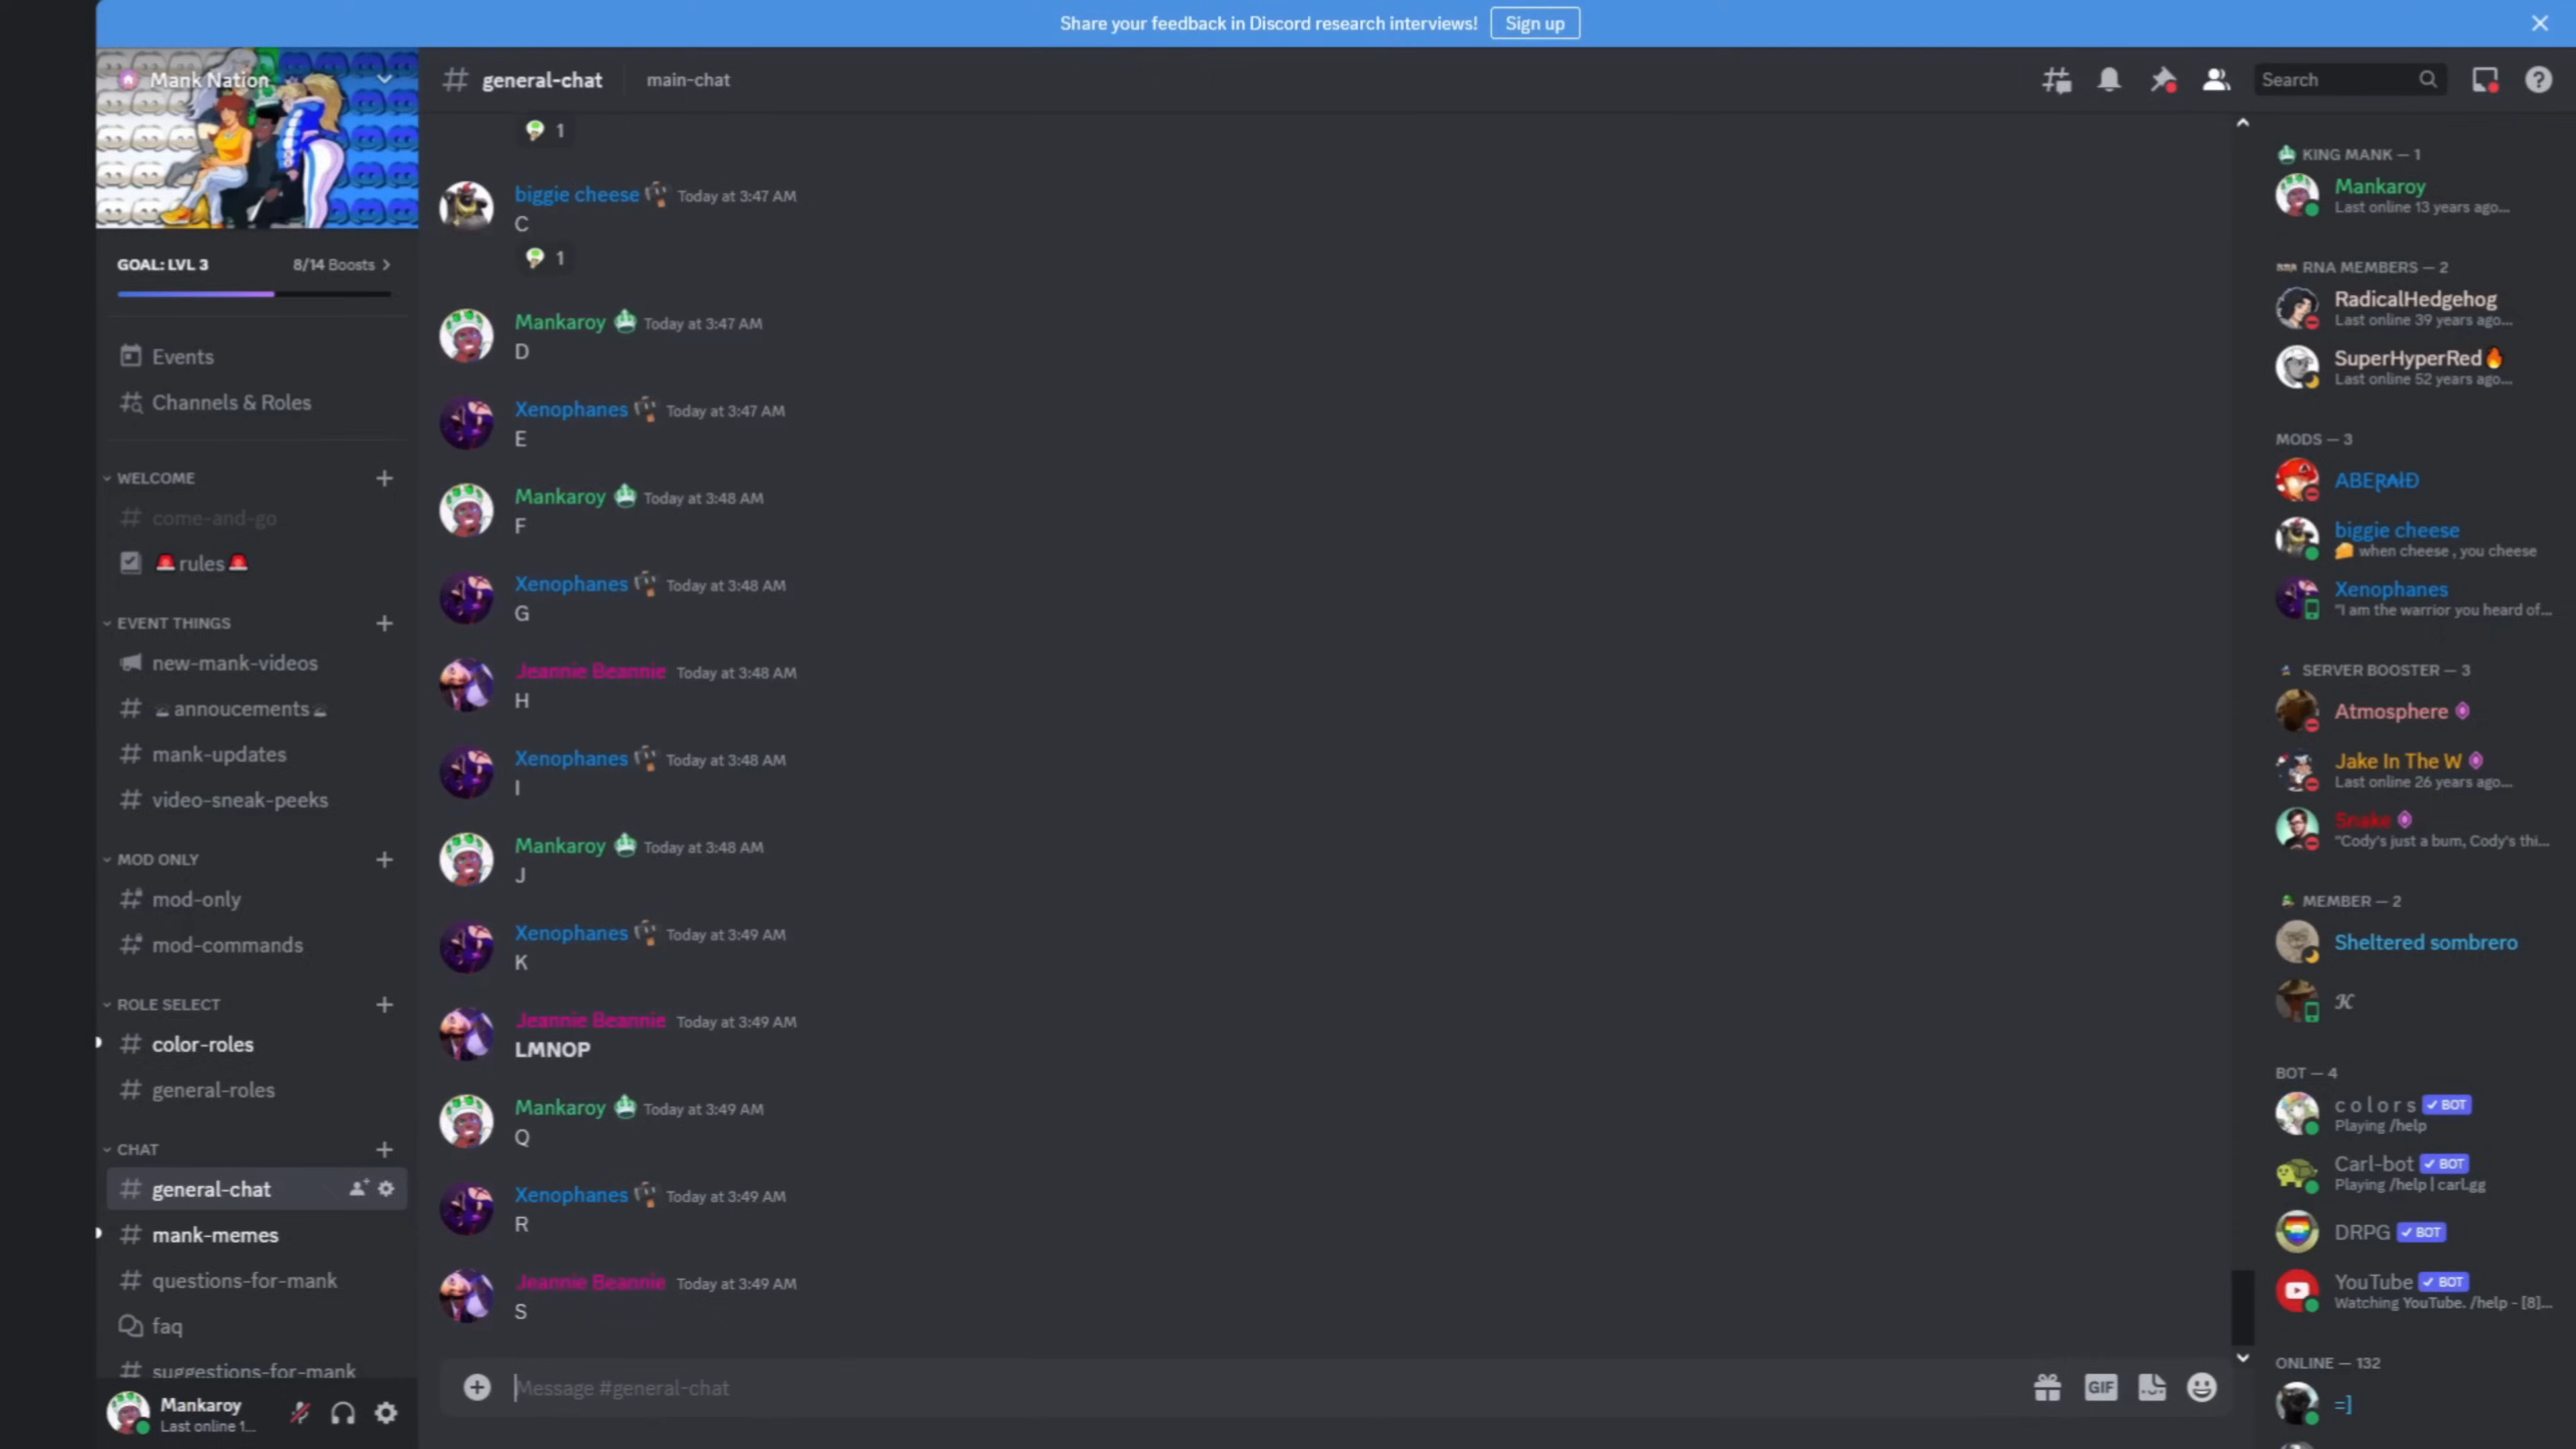 Share your feedback in Discord research interviews! Sign up
Mank Nation
GOAL: LVL 3 8/14 Boosts
Events
Channels & Roles
WELCOME
come-and-go
rules
EVENT THINGS
new-mank-videos
annoucements
mank-updates
video-sneak-peeks
MOD ONLY
mod-only
mod-commands
ROLE SELECT
color-roles
general-roles
CHAT
general-chat
mank-memes
questions-for-mank
faq
suggestions-for-mank
Mankaroy
Last online 1...
general-chat main-chat
Search
1
biggie cheese Today at 3:47 AM
C
1
Mankaroy Today at 3:47 AM
D
Xenophanes Today at 3:47 AM
E
Mankaroy Today at 3:48 AM
F
Xenophanes Today at 3:48 AM
G
Jeannie Beannie Today at 3:48 AM
H
Xenophanes Today at 3:48 AM
I
Mankaroy Today at 3:48 AM
J
Xenophanes Today at 3:49 AM
K
Jeannie Beannie Today at 3:49 AM
LMNOP
Mankaroy Today at 3:49 AM
Q
Xenophanes Today at 3:49 AM
R
Jeannie Beannie Today at 3:49 AM
S
Message #general-chat
GIF
KING MANK — 1
Mankaroy
Last online 13 years ago...
RNA MEMBERS — 2
RadicalHedgehog
Last online 39 years ago...
SuperHyperRed🔥
Last online 52 years ago...
MODS — 3
biggie cheese
when cheese , you cheese
Xenophanes
"I am the warrior you heard of...
SERVER BOOSTER — 3
Atmosphere
Jake In The W
Last online 26 years ago...
Snake
"Cody's just a bum, Cody's thi...
MEMBER — 2
Sheltered sombrero
𝒦
BOT — 4
c o l o r s BOT
Playing /help
Carl-bot BOT
Playing /help | carl.gg
DRPG BOT
YouTube BOT
Watching YouTube. /help - [8]...
ONLINE — 132
=]